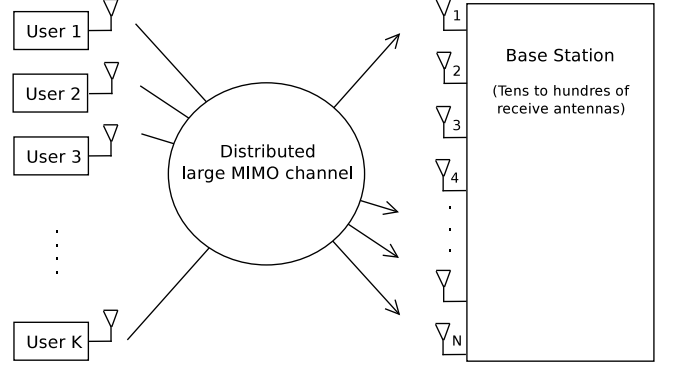 User 1
User 2
User 3
User K
Distributed
large MIMO channel
1
2
3
4
N
Base Station
(Tens to hundres of
receive antennas)